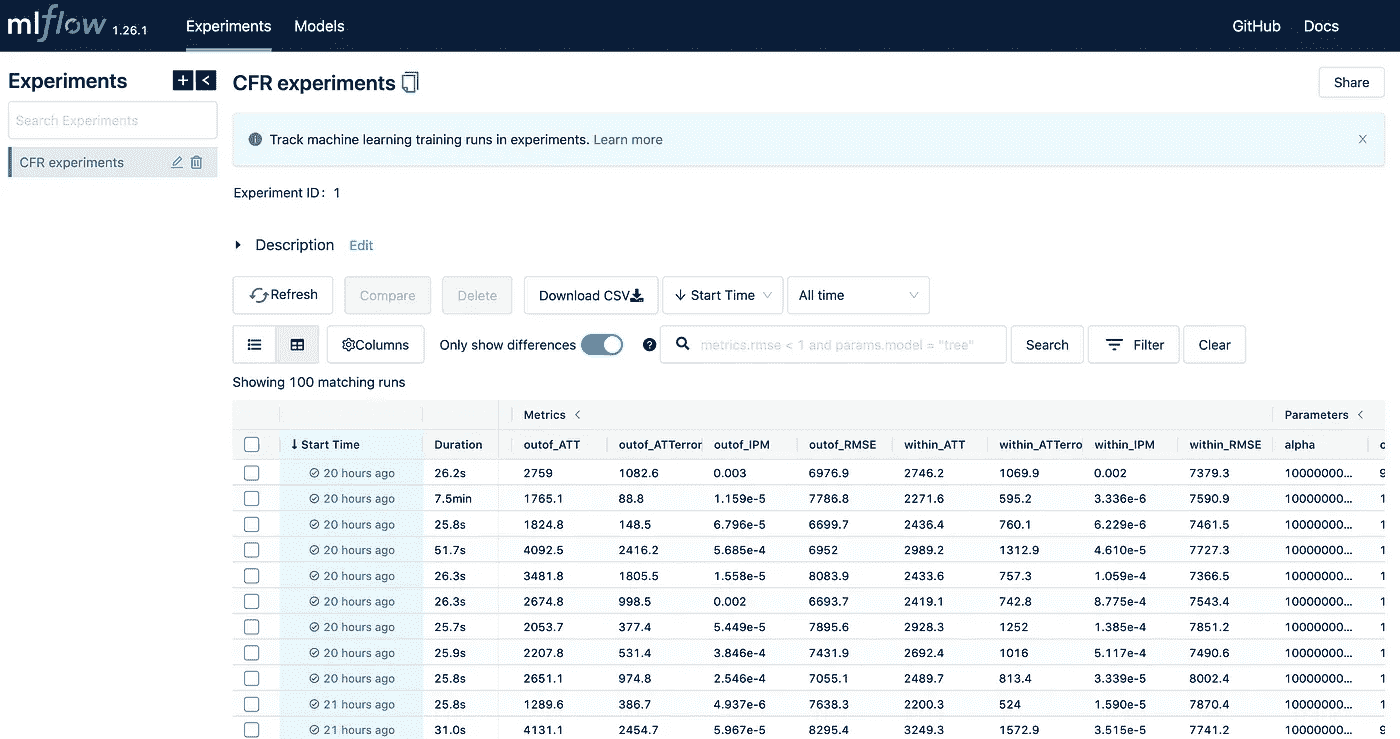 mlflow 1.26.1 Experiments Models GitHub Docs
Experiments + < CFR experiments Share
Search Experiments
Track machine learning training runs in experiments. Learn more
CFR experiments
Experiment ID: 1
Description Edit
Refresh Compare Delete Download CSV ↓ Start Time All time
Columns Only show differences ? metrics.rmse < 1 and params.model = "tree" Search Filter Clear
Showing 100 matching runs
Metrics < Parameters <
↓ Start Time Duration outof_ATT outof_ATTerror outof_IPM outof_RMSE within_ATT within_ATTerro within_IPM within_RMSE alpha
20 hours ago 26.2s 2759 1082.6 0.003 6976.9 2746.2 1069.9 0.002 7379.3 10000000... 9
20 hours ago 7.5min 1765.1 88.8 1.159e-5 7786.8 2271.6 595.2 3.336e-6 7590.9 10000000... 1
20 hours ago 25.8s 1824.8 148.5 6.796e-5 6699.7 2436.4 760.1 6.229e-6 7461.5 10000000... 1
20 hours ago 51.7s 4092.5 2416.2 5.685e-4 6952 2989.2 1312.9 4.610e-5 7727.3 10000000... 1
20 hours ago 26.3s 3481.8 1805.5 1.558e-5 8083.9 2433.6 757.3 1.059e-4 7366.5 10000000... 1
20 hours ago 26.3s 2674.8 998.5 0.002 6693.7 2419.1 742.8 8.775e-4 7543.4 10000000... 1
20 hours ago 25.7s 2053.7 377.4 5.449e-5 7895.6 2928.3 1252 1.385e-4 7851.2 10000000... 1
20 hours ago 25.9s 2207.8 531.4 3.846e-4 7431.9 2692.4 1016 5.117e-4 7490.6 10000000... 1
20 hours ago 25.8s 2651.1 974.8 2.546e-4 7055.1 2489.7 813.4 3.339e-5 8002.4 10000000... 1
21 hours ago 25.8s 1289.6 386.7 4.937e-6 7638.3 2200.3 524 1.590e-5 7870.4 10000000... 1
21 hours ago 31.0s 4131.1 2454.7 5.967e-5 8295.4 3249.3 1572.9 3.515e-5 7741.2 10000000... 9